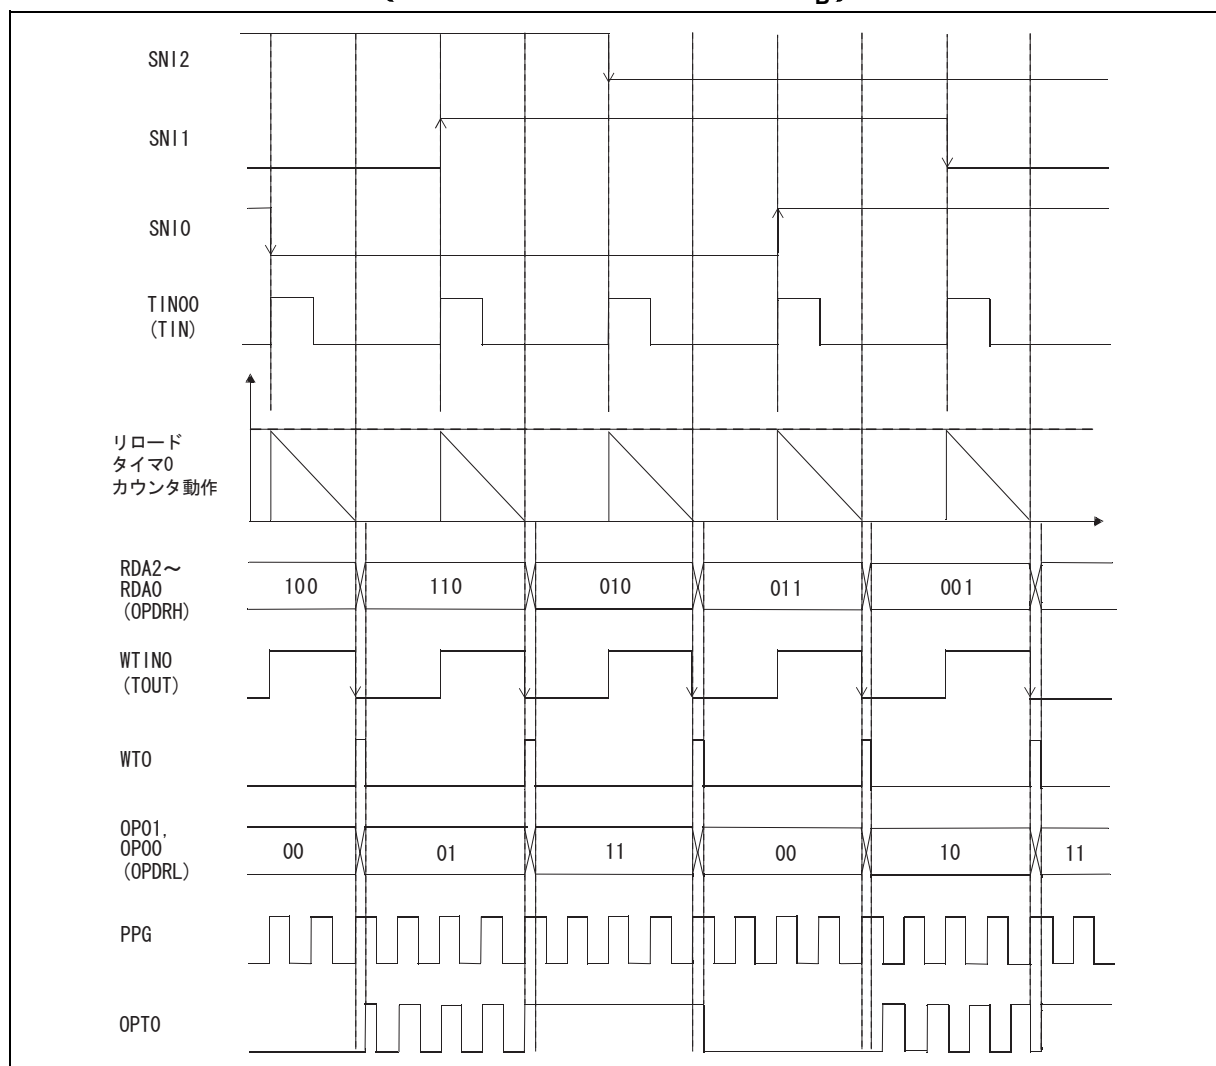 SNI2
SNI1
SNI0
TIN00
(TIN)
リロード
タイマ0
カウンタ動作
RDA2～
RDA0
(OPDRH)
100
110
010
011
001
WTIN0
(TOUT)
WTO
OP01,
OP00
(OPDRL)
00
01
11
00
10
11
PPG
OPT0